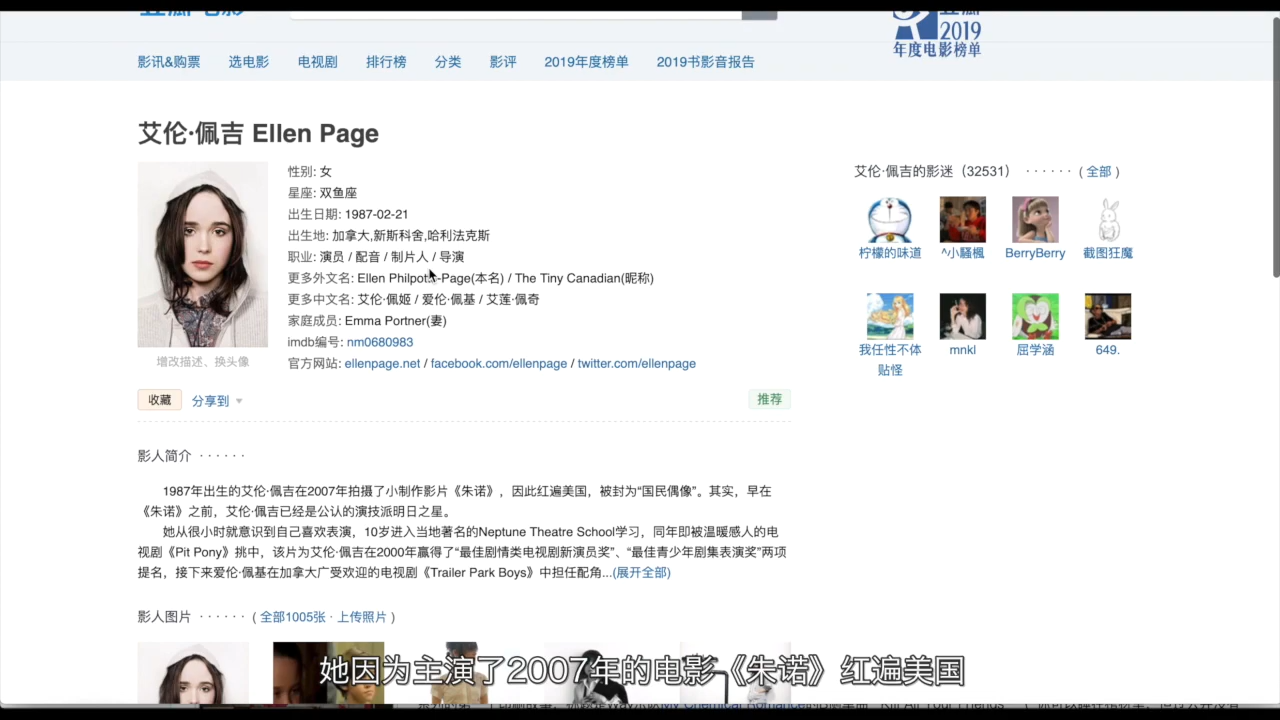 豆瓣电影
豆瓣
2019
年度电影榜单
影讯&购票 选电影 电视剧 排行榜 分类 影评 2019年度榜单 2019书影音报告
艾伦·佩吉 Ellen Page
性别: 女
星座: 双鱼座
出生日期: 1987-02-21
出生地: 加拿大,新斯科舍,哈利法克斯
职业: 演员 / 配音 / 制片人 / 导演
更多外文名: Ellen Philpotts-Page(本名) / The Tiny Canadian(昵称)
更多中文名: 艾伦·佩姬 / 爱伦·佩基 / 艾莲·佩奇
家庭成员: Emma Portner(妻)
imdb编号: nm0680983
官方网站: ellenpage.net / facebook.com/ellenpage / twitter.com/ellenpage
增改描述、换头像
收藏 分享到 推荐
艾伦·佩吉的影迷（32531） · · · · · · ( 全部 )
柠檬的味道 ^小騷楓 BerryBerry 截图狂魔
我任性不体贴怪 mnkl 屈学涵 649.
影人简介 · · · · · ·
1987年出生的艾伦·佩吉在2007年拍摄了小制作影片《朱诺》，因此红遍美国，被封为“国民偶像”。其实，早在
《朱诺》之前，艾伦·佩吉已经是公认的演技派明日之星。
她从很小时就意识到自己喜欢表演，10岁进入当地著名的Neptune Theatre School学习，同年即被温暖感人的电
视剧《Pit Pony》挑中，该片为艾伦·佩吉在2000年赢得了“最佳剧情类电视剧新演员奖”、“最佳青少年剧集表演奖”两项
提名，接下来爱伦·佩基在加拿大广受欢迎的电视剧《Trailer Park Boys》中担任配角...(展开全部)
影人图片 · · · · · · ( 全部1005张 · 上传照片 )
她因为主演了2007年的电影《朱诺》红遍美国